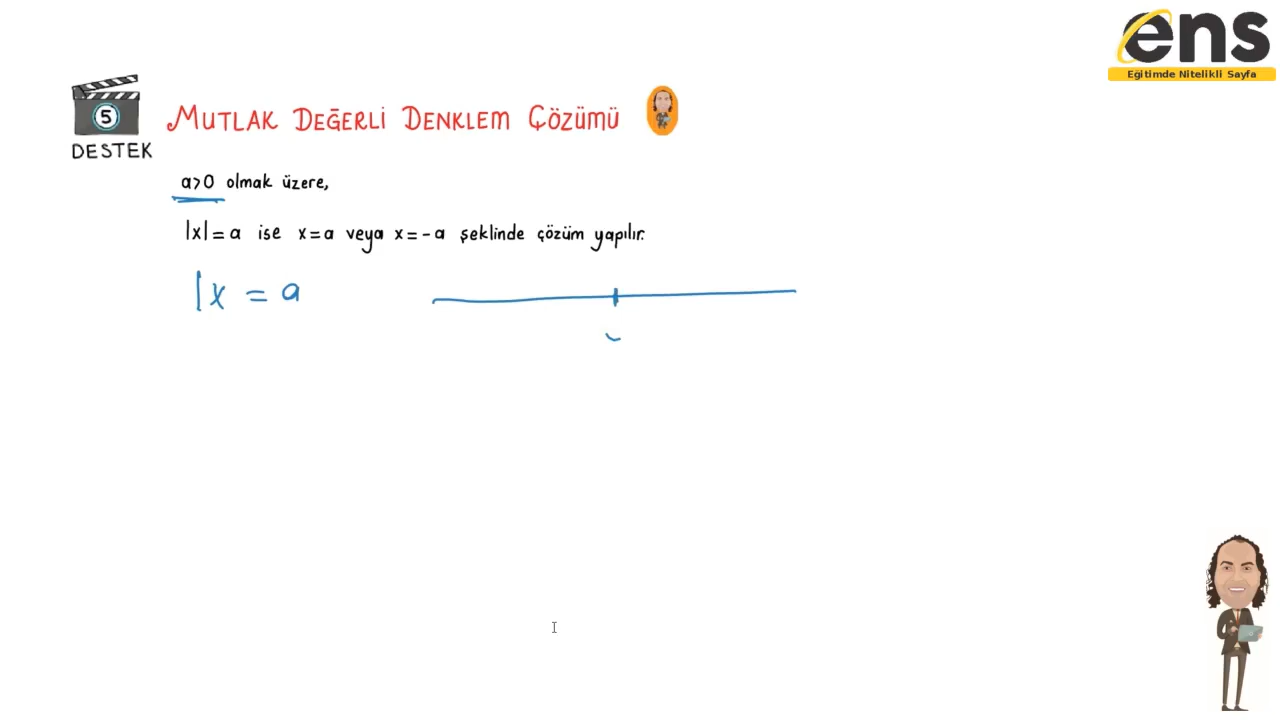 ens
Eğitimde Nitelikli Sayfa
5
DESTEK
MUTLAK DEĞERLİ DENKLEM ÇÖZÜMÜ
a>0 olmak üzere,
|x|=a ise x=a veya x=-a şeklinde çözüm yapılır.
|x = a